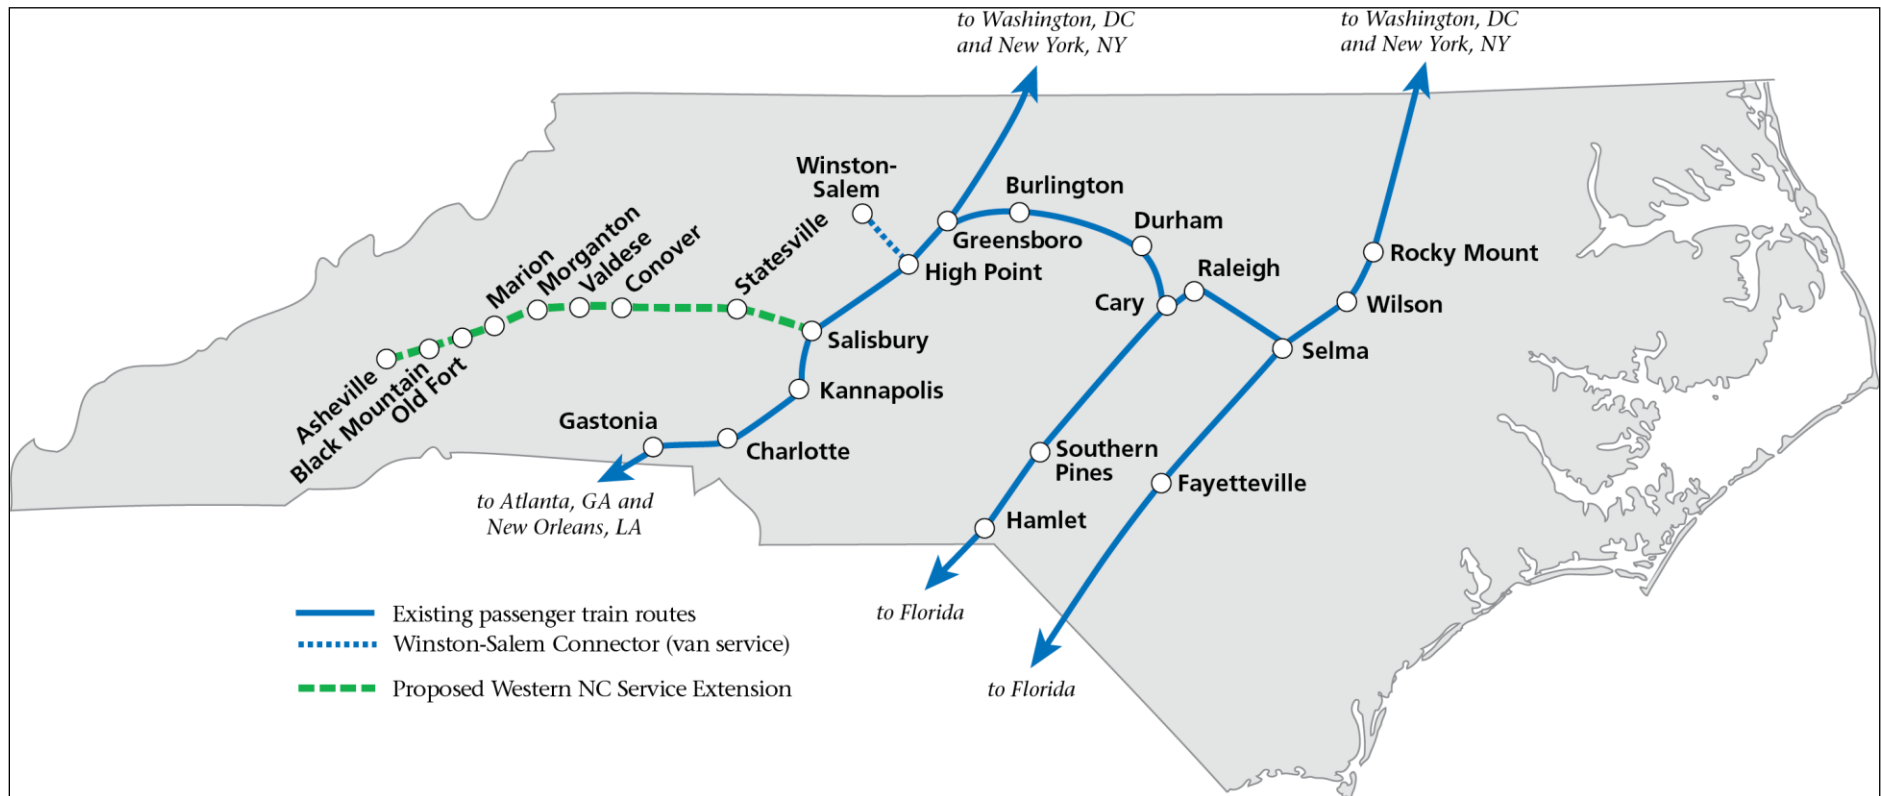 to Washington, DC
and New York, NY
to Washington, DC
and New York, NY
Winston-
Salem
Burlington
Durham
Greensboro
High Point
Raleigh
Cary
Rocky Mount
Wilson
Selma
Statesville
Conover
Valdese
Morganton
Marion
Old Fort
Black Mountain
Asheville
Salisbury
Kannapolis
Gastonia
Charlotte
Southern
Pines
Fayetteville
Hamlet
to Atlanta, GA and
New Orleans, LA
to Florida
to Florida
Existing passenger train routes
Winston-Salem Connector (van service)
Proposed Western NC Service Extension